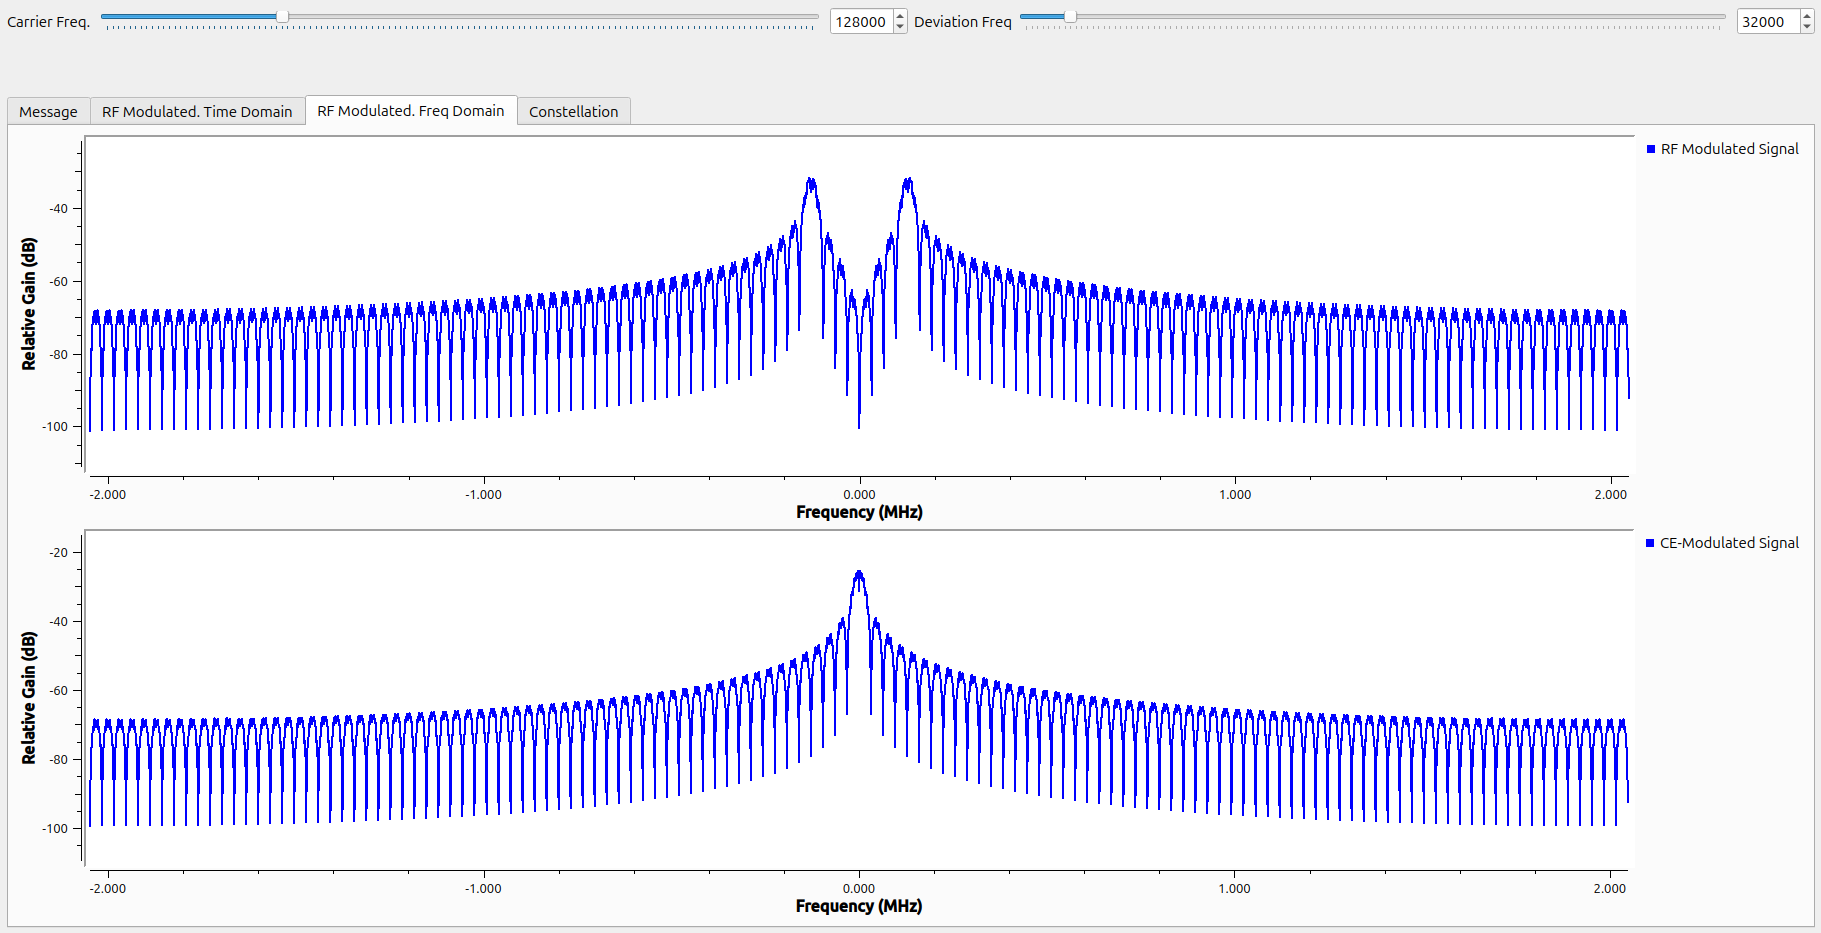 Carrier Freq. 128000 Deviation Freq 32000
Message RF Modulated. Time Domain RF Modulated. Freq Domain Constellation
RF Modulated Signal
Relative Gain (dB)
-40
-60
-80
-100
-2.000 -1.000 0.000 1.000 2.000
Frequency (MHz)
CE-Modulated Signal
Relative Gain (dB)
-20
-40
-60
-80
-100
-2.000 -1.000 0.000 1.000 2.000
Frequency (MHz)